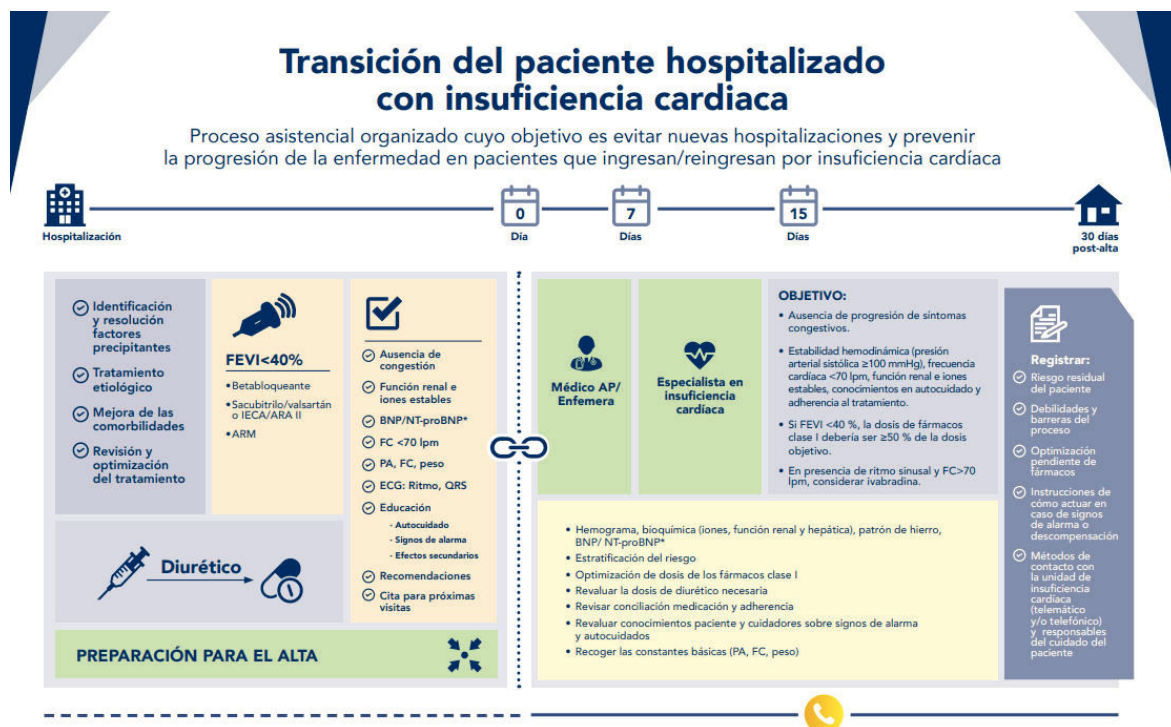 Transición del paciente hospitalizado
con insuficiencia cardiaca
Proceso asistencial organizado cuyo objetivo es evitar nuevas hospitalizaciones y prevenir
la progresión de la enfermedad en pacientes que ingresan/reingresan por insuficiencia cardíaca
Hospitalización
0
Día
7
Días
15
Días
30 días
post-alta
Identificación
y resolución
factores
precipitantes
Tratamiento
etiológico
Mejora de las
comorbilidades
Revisión y
optimización
del tratamiento
FEVI<40%
•Betabloqueante
•Sacubitrilo/valsartán
o IECA/ARA II
•ARM
Ausencia de
congestión
Función renal e
iones estables
BNP/NT-proBNP*
FC <70 lpm
PA, FC, peso
ECG: Ritmo, QRS
Educación
- Autocuidado
- Signos de alarma
- Efectos secundarios
Recomendaciones
Cita para próximas
visitas
Diurético
PREPARACIÓN PARA EL ALTA
Médico AP/
Enfemera
Especialista en
insuficiencia
cardíaca
OBJETIVO:
• Ausencia de progresión de síntomas
congestivos.
• Estabilidad hemodinámica (presión
arterial sistólica ≥100 mmHg), frecuencia
cardíaca <70 lpm, función renal e iones
estables, conocimientos en autocuidado y
adherencia al tratamiento.
• Si FEVI <40 %, la dosis de fármacos
clase I debería ser ≥50 % de la dosis
objetivo.
• En presencia de ritmo sinusal y FC>70
lpm, considerar ivabradina.
• Hemograma, bioquímica (iones, función renal y hepática), patrón de hierro,
BNP/ NT-proBNP*
• Estratificación del riesgo
• Optimización de dosis de los fármacos clase I
• Revaluar la dosis de diurético necesaria
• Revisar conciliación medicación y adherencia
• Revaluar conocimientos paciente y cuidadores sobre signos de alarma
y autocuidados
• Recoger las constantes básicas (PA, FC, peso)
Registrar:
Riesgo residual
del paciente
Debilidades y
barreras del
proceso
Optimización
pendiente de
fármacos
Instrucciones de
cómo actuar en
caso de signos
de alarma o
descompensación
Métodos de
contacto con
la unidad de
insuficiencia
cardíaca
(telemático
y/o telefónico)
y responsables
del cuidado del
paciente